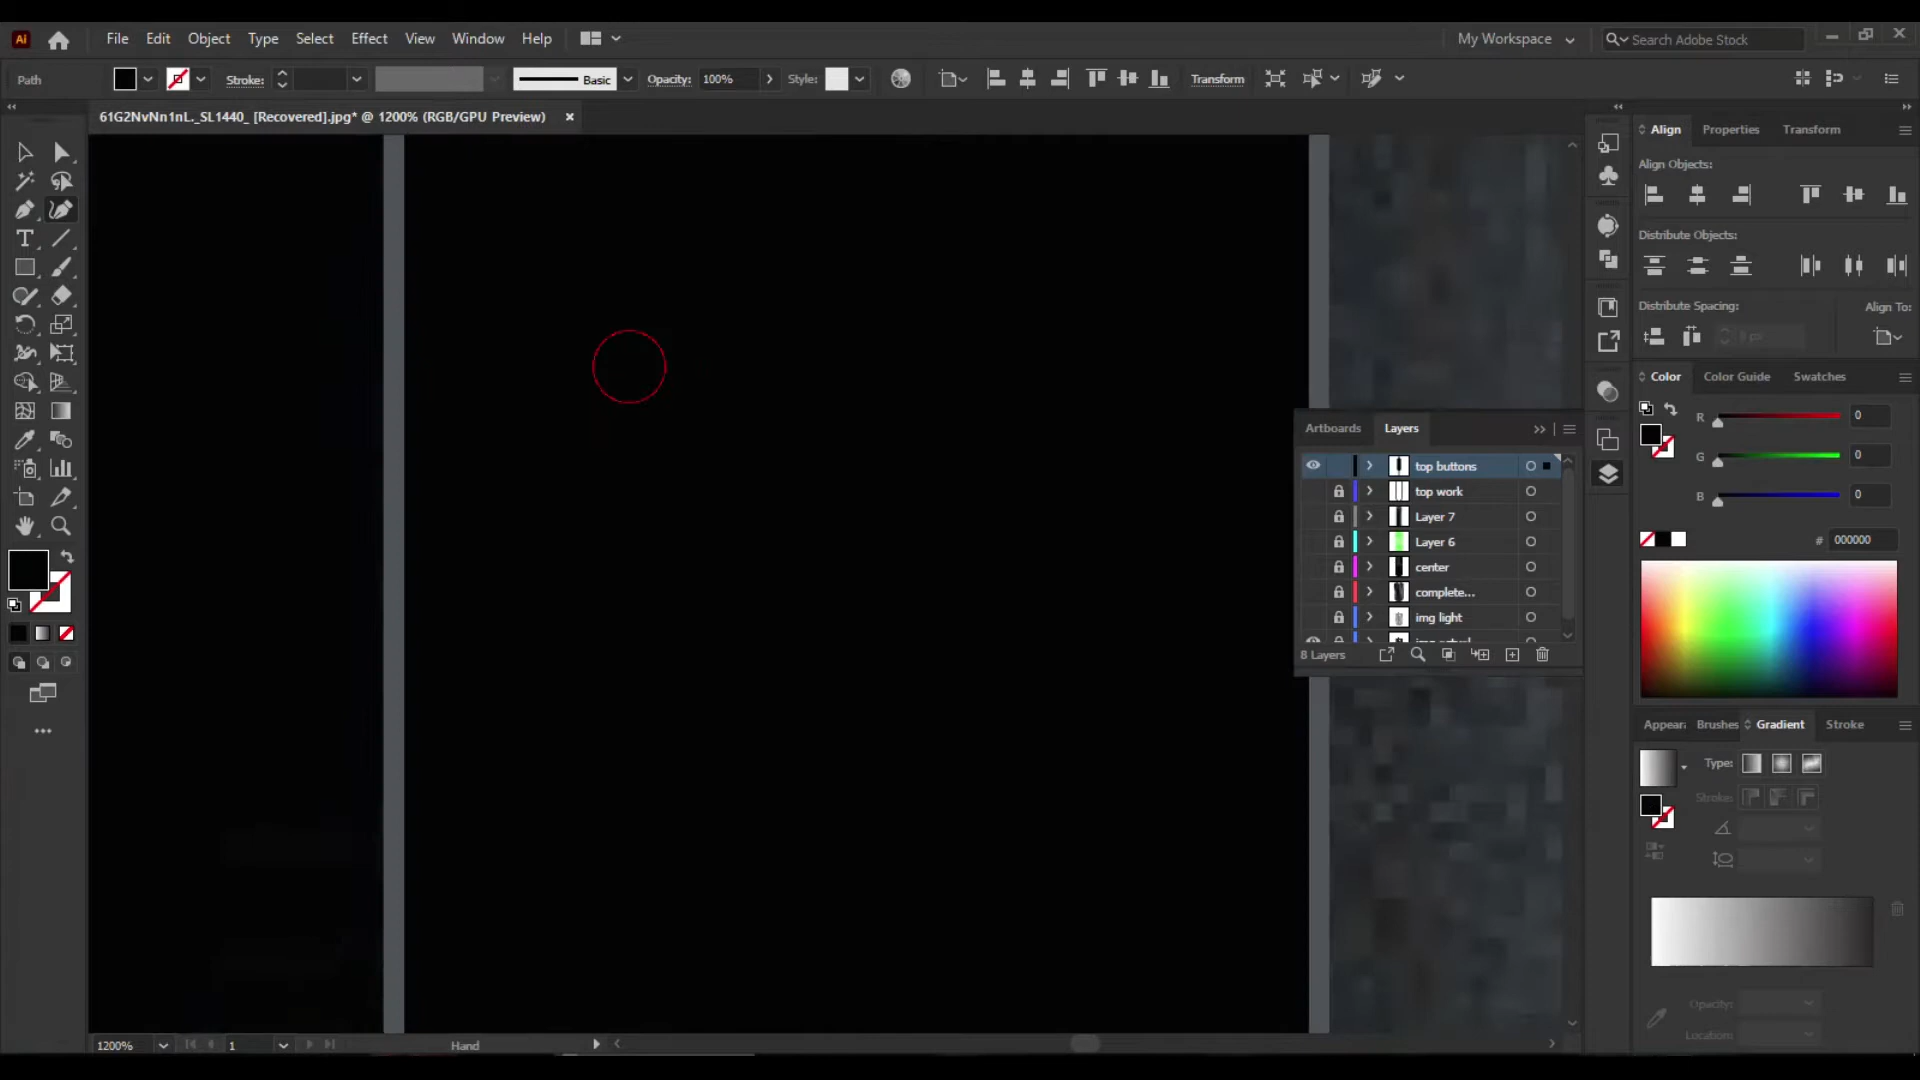 Ai File Edit Object Type Select Effect View Window Help My Workspace Search Adobe Stock
Path Stroke: Basic Opacity: 100% Style: Transform
61G2NvNn1nL._SL1440_ [Recovered].jpg* @ 1200% (RGB/GPU Preview)
Align Properties Transform
Align Objects:
Distribute Objects:
Distribute Spacing: Align To:
Color Color Guide Swatches
R 0
G 0
B 0
# 000000
Artboards Layers
top buttons
top work
Layer 7
Layer 6
center
complete...
img light
8 Layers
Appear Brushes Gradient Stroke
Type:
Stroke:
Opacity:
Location:
1200% 1 Hand